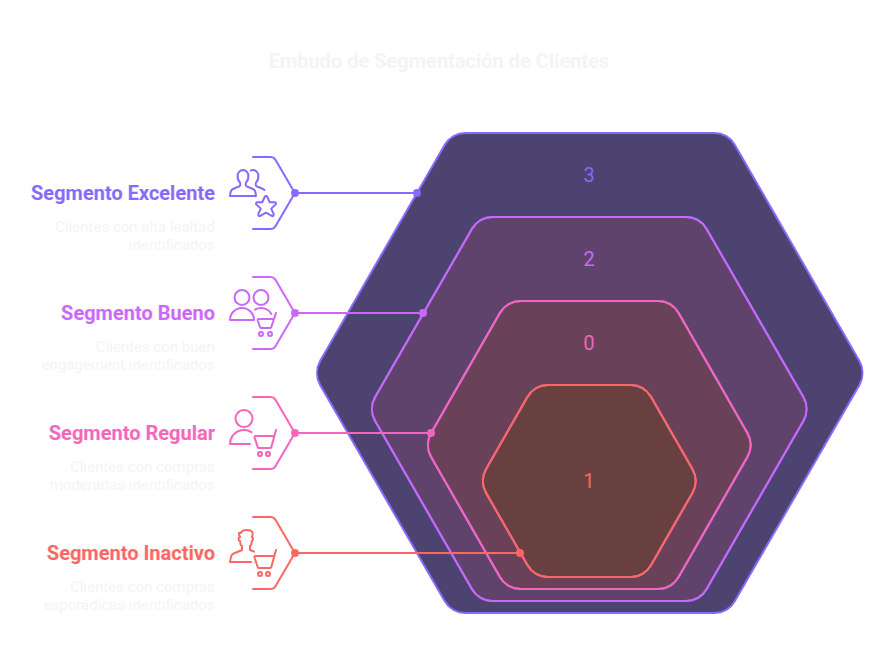 Embudo de Segmentación de Clientes
3
Segmento Excelente
Clientes con alta lealtad
identificados
2
Segmento Bueno
Clientes con buen
engagement identificados
0
Segmento Regular
Clientes con compras
moderadas identificados
1
Segmento Inactivo
Clientes con compras
esporádicas identificados